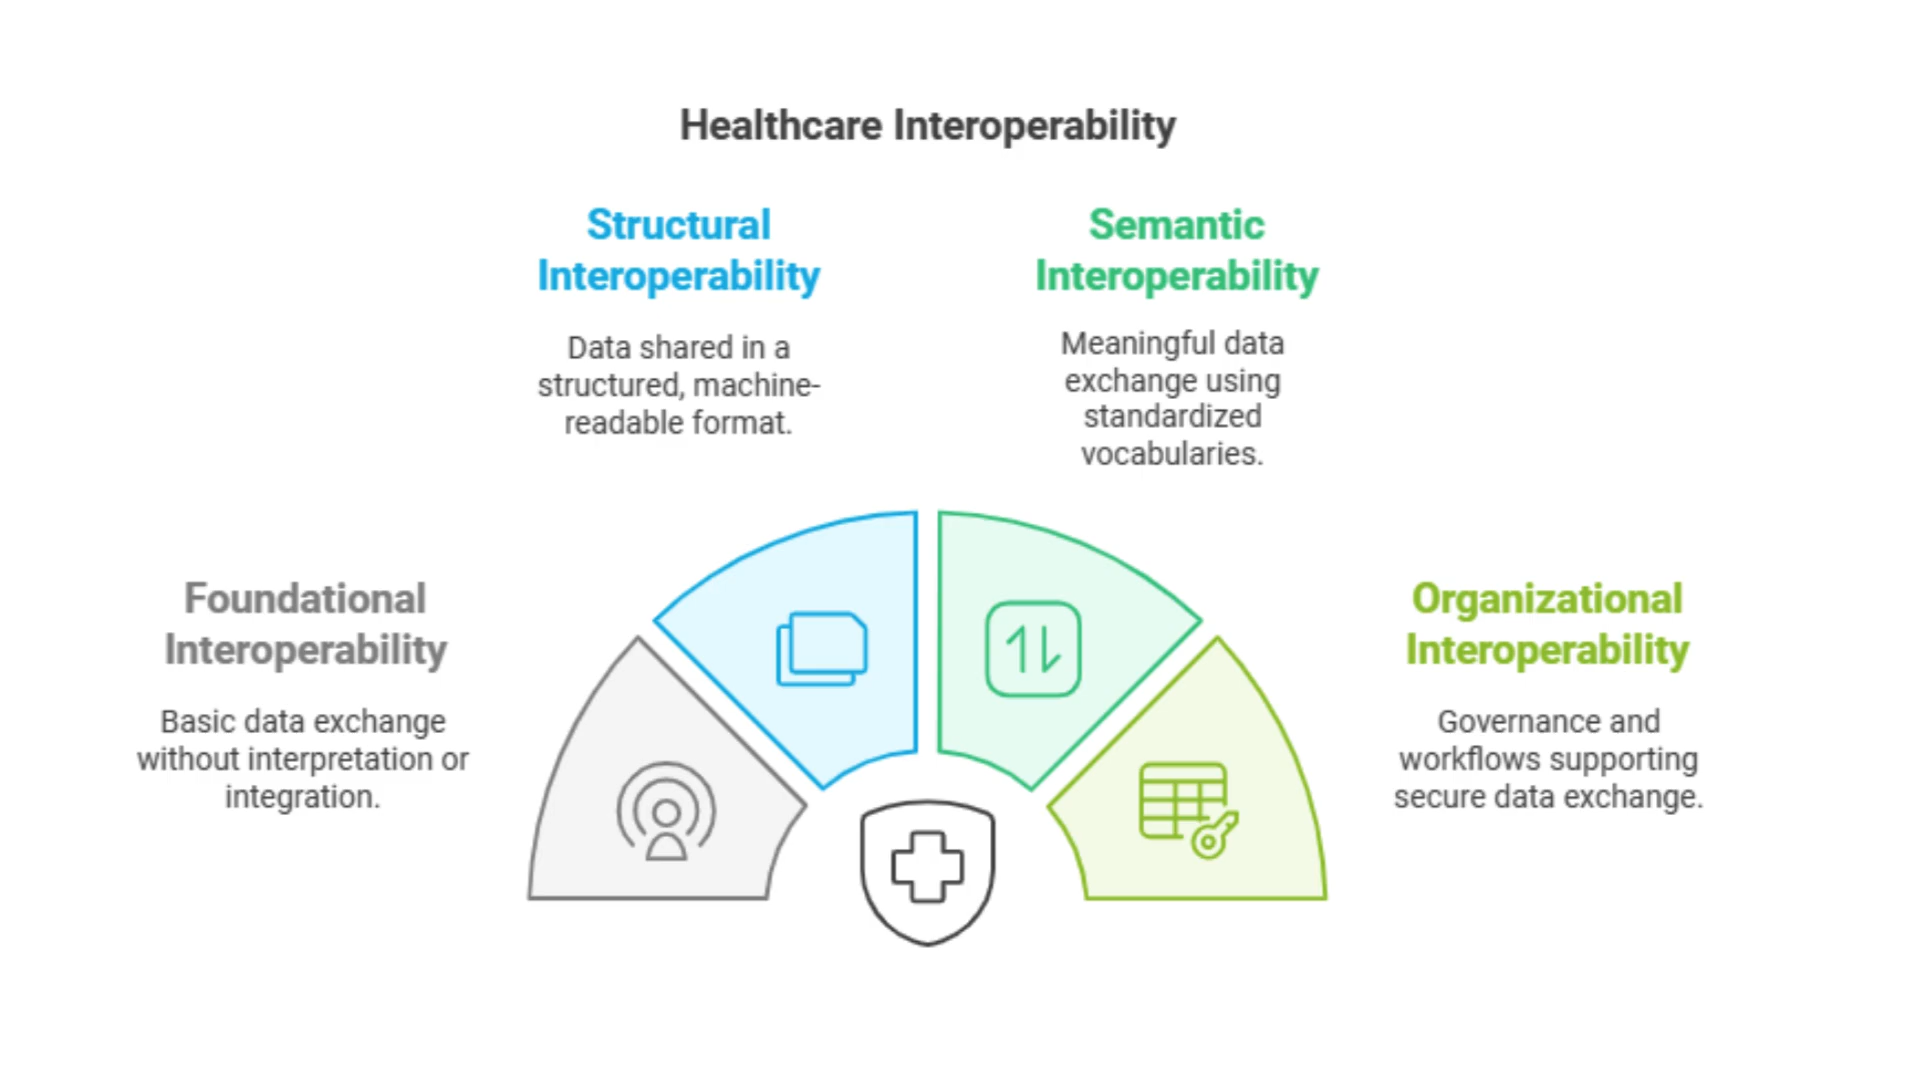 Healthcare Interoperability
Structural
Interoperability
Data shared in a
structured, machine-
readable format.
Semantic
Interoperability
Meaningful data
exchange using
standardized
vocabularies.
Foundational
Interoperability
Basic data exchange
without interpretation or
integration.
Organizational
Interoperability
Governance and
workflows supporting
secure data exchange.